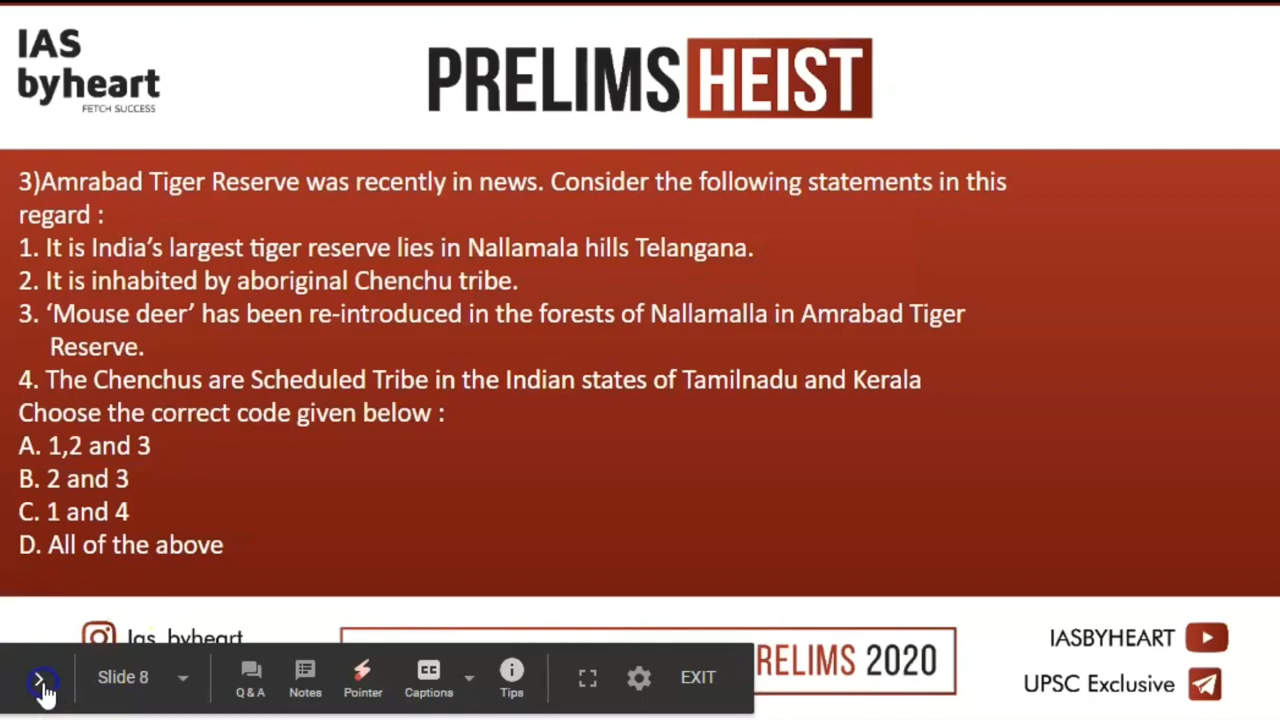 IAS
byheart
FETCH SUCCESS
PRELIMS HEIST
3)Amrabad Tiger Reserve was recently in news. Consider the following statements in this
regard :
1. It is India’s largest tiger reserve lies in Nallamala hills Telangana.
2. It is inhabited by aboriginal Chenchu tribe.
3. ‘Mouse deer’ has been re-introduced in the forests of Nallamalla in Amrabad Tiger
Reserve.
4. The Chenchus are Scheduled Tribe in the Indian states of Tamilnadu and Kerala
Choose the correct code given below :
A. 1,2 and 3
B. 2 and 3
C. 1 and 4
D. All of the above
Ias_byheart
RELIMS 2020
IASBYHEART
UPSC Exclusive
Slide 8
Q & A
Notes
Pointer
CC
Captions
Tips
EXIT